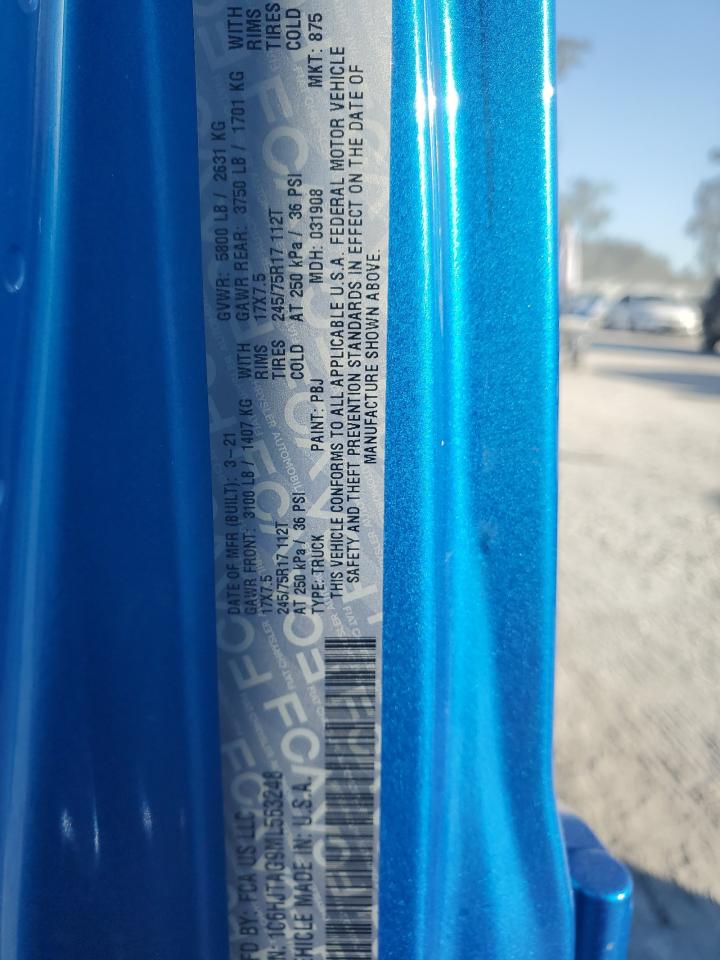 FD BY: FCA US LLC
DATE OF MFR (BUILT): 3-21
GVWR: 5800 LB / 2631 KG
GAWR FRONT: 3100 LB / 1407 KG WITH
GAWR REAR: 3750 LB / 1701 KG WITH
17X7.5 RIMS
17X7.5 RIMS
245/75R17 112T TIRES
245/75R17 112T TIRES
AT 250 kPa / 36 PSI COLD
AT 250 kPa / 36 PSI COLD
N: 1C6HJTAG9ML553248
TYPE: TRUCK PAINT: PBJ MDH: 031908 MKT: 875
EHICLE MADE IN: U.S.A.
THIS VEHICLE CONFORMS TO ALL APPLICABLE U.S.A. FEDERAL MOTOR VEHICLE
SAFETY AND THEFT PREVENTION STANDARDS IN EFFECT ON THE DATE OF
MANUFACTURE SHOWN ABOVE.